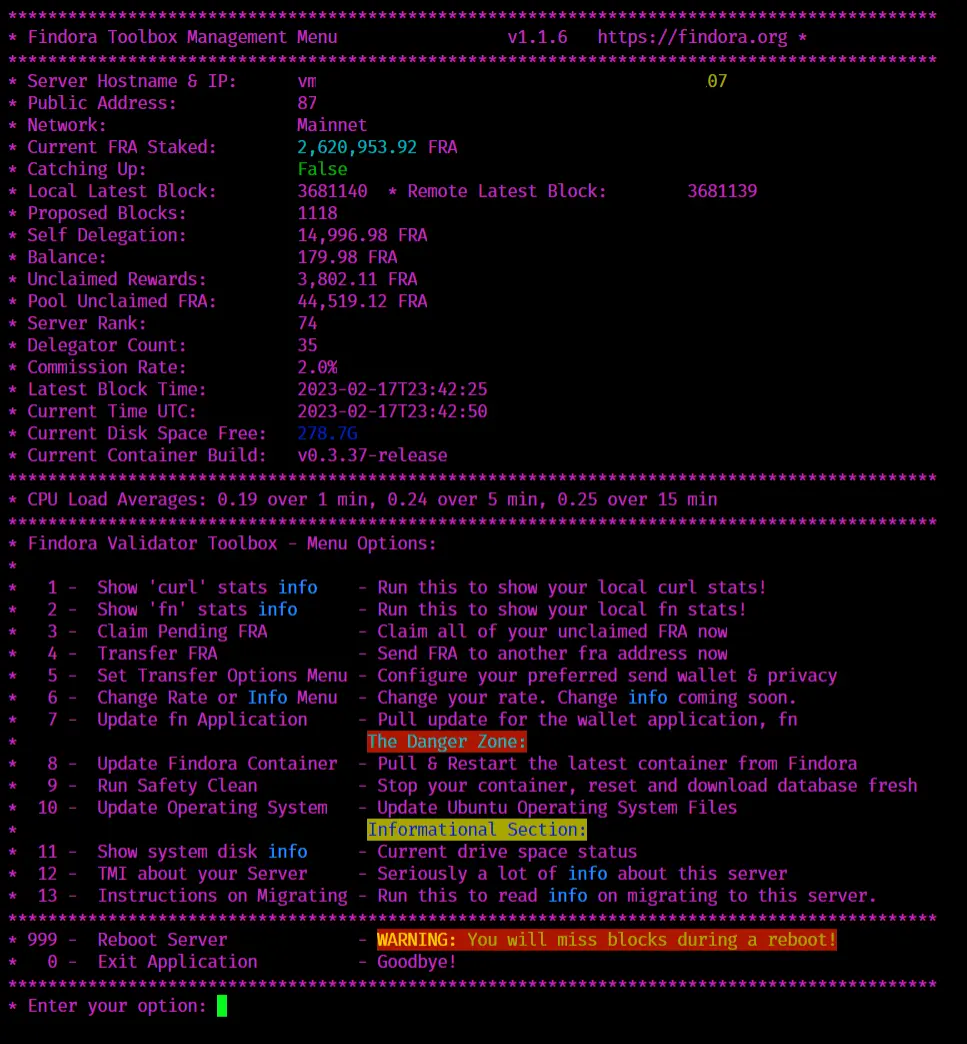 *********************************************************************************************
* Findora Toolbox Management Menu                 v1.1.6   https://findora.org *
*********************************************************************************************
* Server Hostname & IP:      vm                                       07
* Public Address:            87
* Network:                   Mainnet
* Current FRA Staked:        2,620,953.92 FRA
* Catching Up:               False
* Local Latest Block:        3681140  * Remote Latest Block:        3681139
* Proposed Blocks:           1118
* Self Delegation:           14,996.98 FRA
* Balance:                   179.98 FRA
* Unclaimed Rewards:         3,802.11 FRA
* Pool Unclaimed FRA:        44,519.12 FRA
* Server Rank:               74
* Delegator Count:           35
* Commission Rate:           2.0%
* Latest Block Time:         2023-02-17T23:42:25
* Current Time UTC:          2023-02-17T23:42:50
* Current Disk Space Free:   278.7G
* Current Container Build:   v0.3.37-release
*********************************************************************************************
* CPU Load Averages: 0.19 over 1 min, 0.24 over 5 min, 0.25 over 15 min
*********************************************************************************************
* Findora Validator Toolbox - Menu Options:
*
*   1 -  Show 'curl' stats info    - Run this to show your local curl stats!
*   2 -  Show 'fn' stats info      - Run this to show your local fn stats!
*   3 -  Claim Pending FRA         - Claim all of your unclaimed FRA now
*   4 -  Transfer FRA              - Send FRA to another fra address now
*   5 -  Set Transfer Options Menu - Configure your preferred send wallet & privacy
*   6 -  Change Rate or Info Menu  - Change your rate. Change info coming soon.
*   7 -  Update fn Application     - Pull update for the wallet application, fn
*                                   The Danger Zone:
*   8 -  Update Findora Container  - Pull & Restart the latest container from Findora
*   9 -  Run Safety Clean          - Stop your container, reset and download database fresh
*  10 -  Update Operating System   - Update Ubuntu Operating System Files
*                                   Informational Section:
*  11 -  Show system disk info     - Current drive space status
*  12 -  TMI about your Server     - Seriously a lot of info about this server
*  13 -  Instructions on Migrating - Run this to read info on migrating to this server.
*********************************************************************************************
* 999 -  Reboot Server             - WARNING: You will miss blocks during a reboot!
*   0 -  Exit Application          - Goodbye!
*********************************************************************************************
* Enter your option: